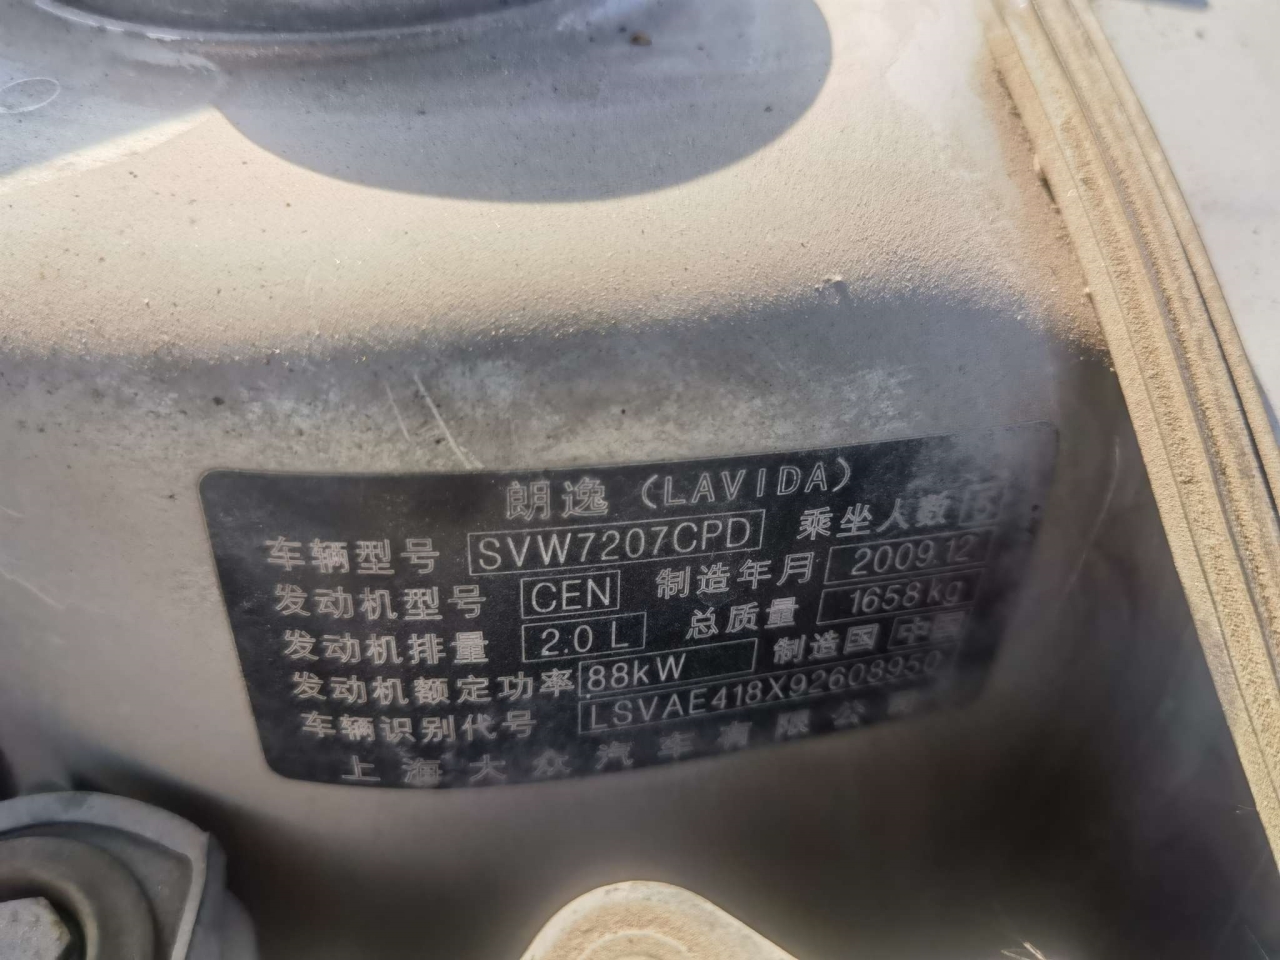 朗逸 (LAVIDA)
车辆型号 SVW7207CPD 乘坐人数 5
发动机型号 CEN 制造年月 2009.12
发动机排量 2.0 L 总质量 1658kg
发动机额定功率 88kW 制造国 中国
车辆识别代号 LSVAE418X92608950
上海大众汽车有限公司